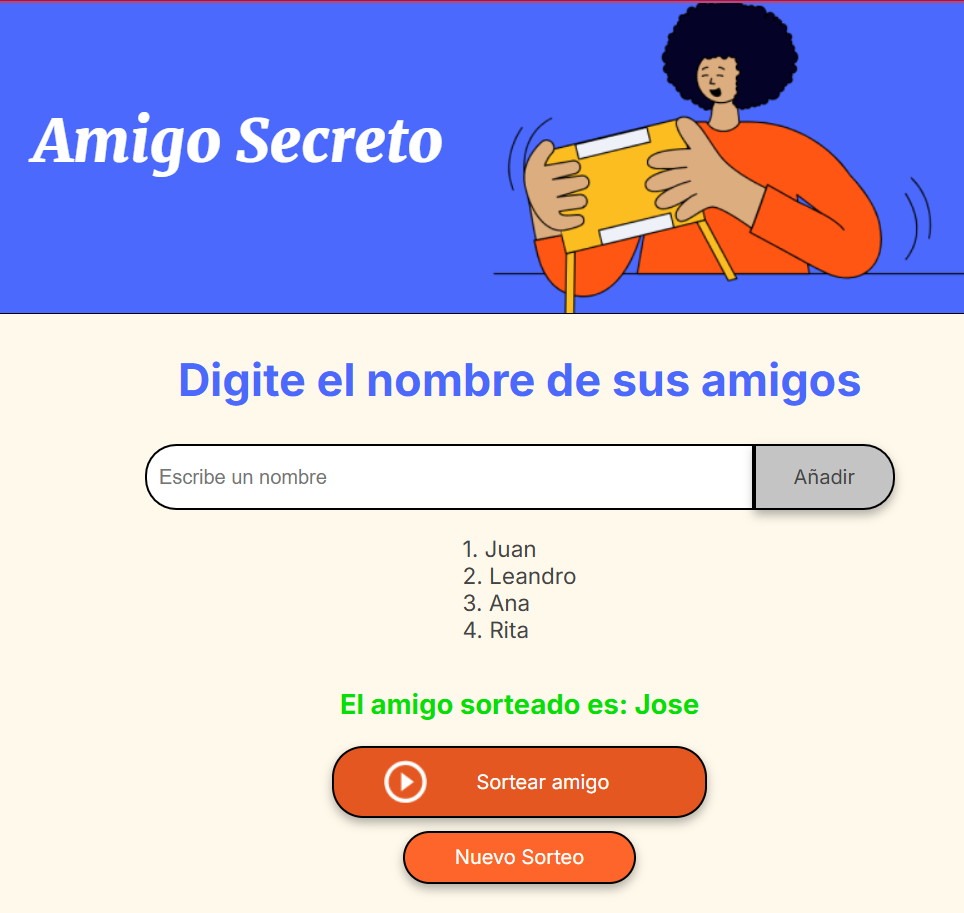 Amigo Secreto
Digite el nombre de sus amigos
Escribe un nombre
Añadir
1. Juan
2. Leandro
3. Ana
4. Rita
El amigo sorteado es: Jose
Sortear amigo
Nuevo Sorteo